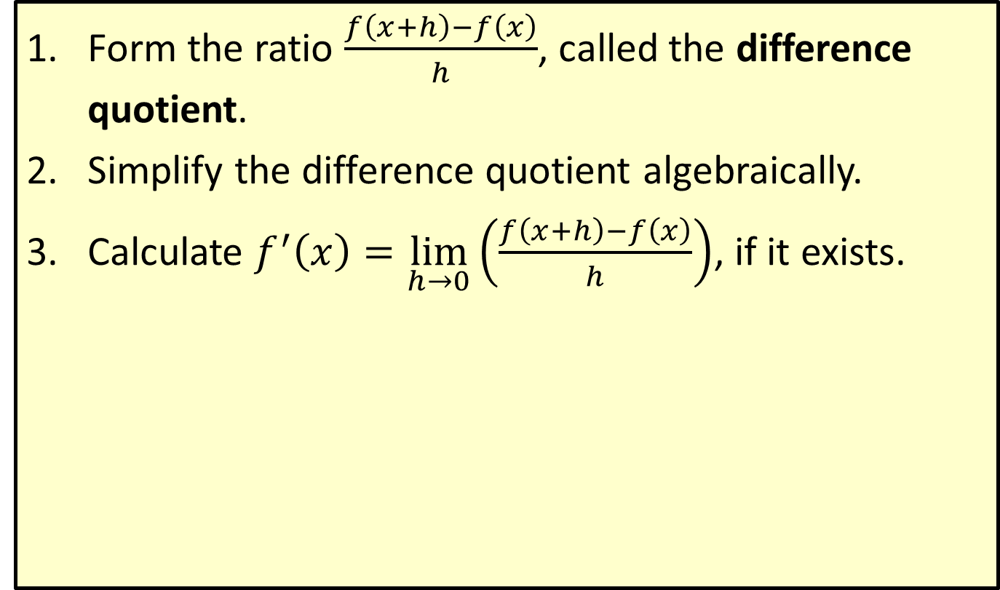 1. Form the ratio \frac{f(x+h)−f(x)}{h}, called the difference
quotient.
2. Simplify the difference quotient algebraically.
3. Calculate f′(x) = \lim_{h→0} \left(\frac{f(x+h)−f(x)}{h}\right), if it exists.